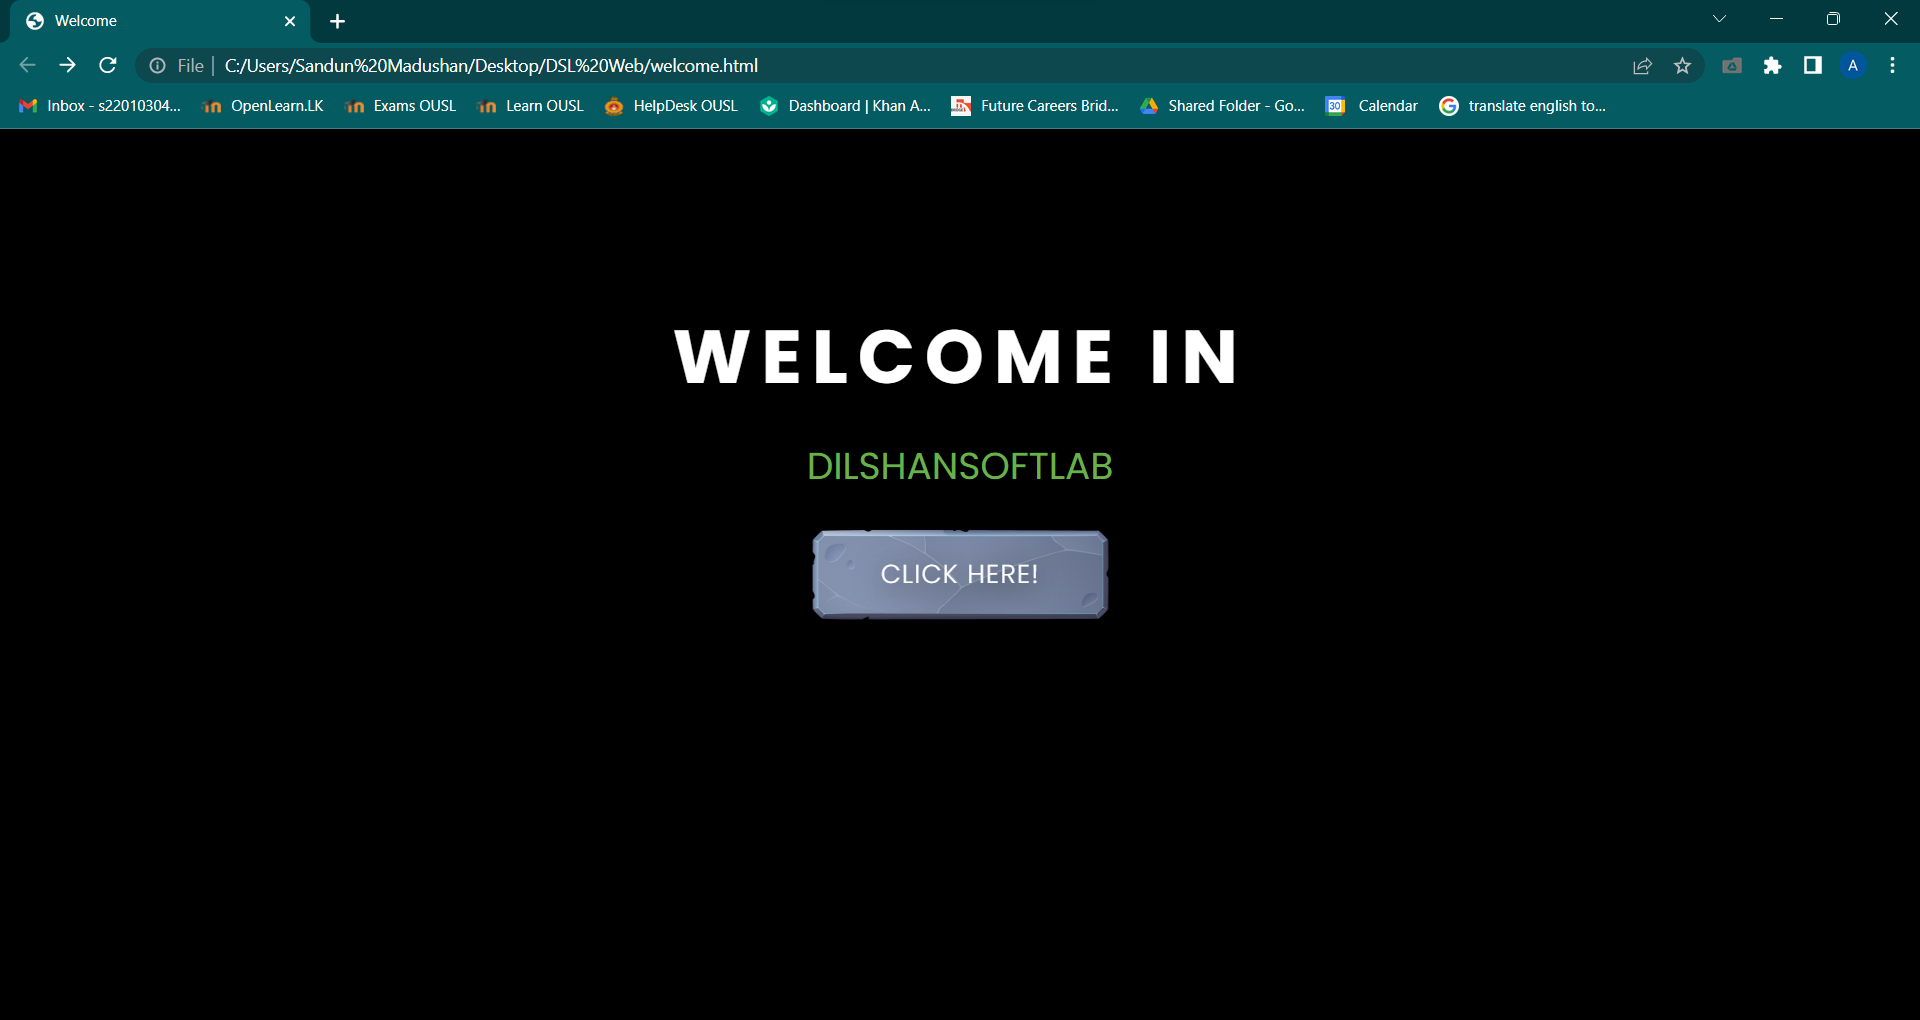 Welcome
File C:/Users/Sandun%20Madushan/Desktop/DSL%20Web/welcome.html A
Inbox - s22010304... OpenLearn.LK Exams OUSL Learn OUSL HelpDesk OUSL Dashboard | Khan A... Future Careers Brid... Shared Folder - Go... 30 Calendar translate english to...
WELCOME IN
DILSHANSOFTLAB
CLICK HERE!